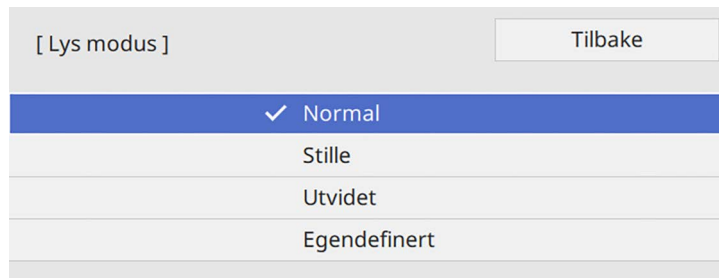 [ Lys modus ]
Tilbake
Normal
Stille
Utvidet
Egendefinert